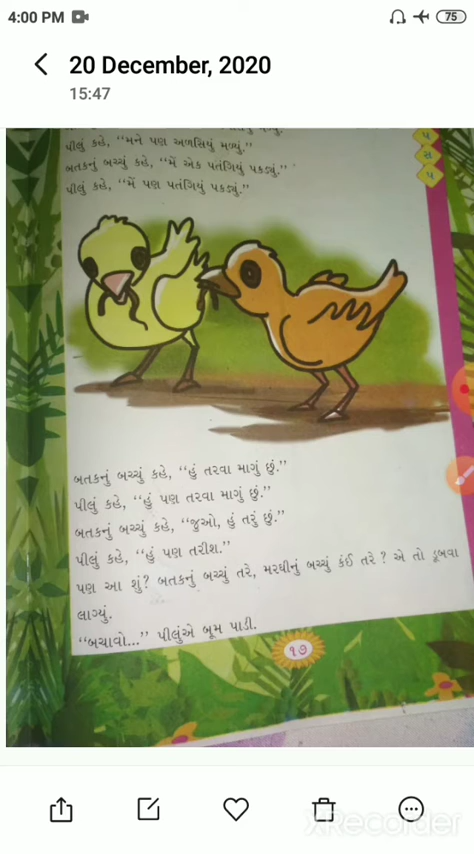 4:00 PM
75
20 December, 2020
15:47
પીલું કહે, “મને પણ અળસિયું મળ્યું.”
બતકનું બચ્ચું કહે, “મેં એક પતંગિયું પકડ્યું.”
પીલું કહે, “મેં પણ પતંગિયું પકડ્યું.”
બતકનું બચ્ચું કહે, “હું તરવા માગું છું.”
પીલું કહે, “હું પણ તરવા માગું છું.”
બતકનું બચ્ચું કહે, “જુઓ, હું તરું છું.”
પીલું કહે, “હું પણ તરીશ.”
પણ આ શું? બતકનું બચ્ચું તરે, મરઘીનું બચ્ચું કંઈ તરે ? એ તો ડૂબવા
લાગ્યું.
“બચાવો...” પીલુંએ બૂમ પાડી.
૧૭
XRecorder